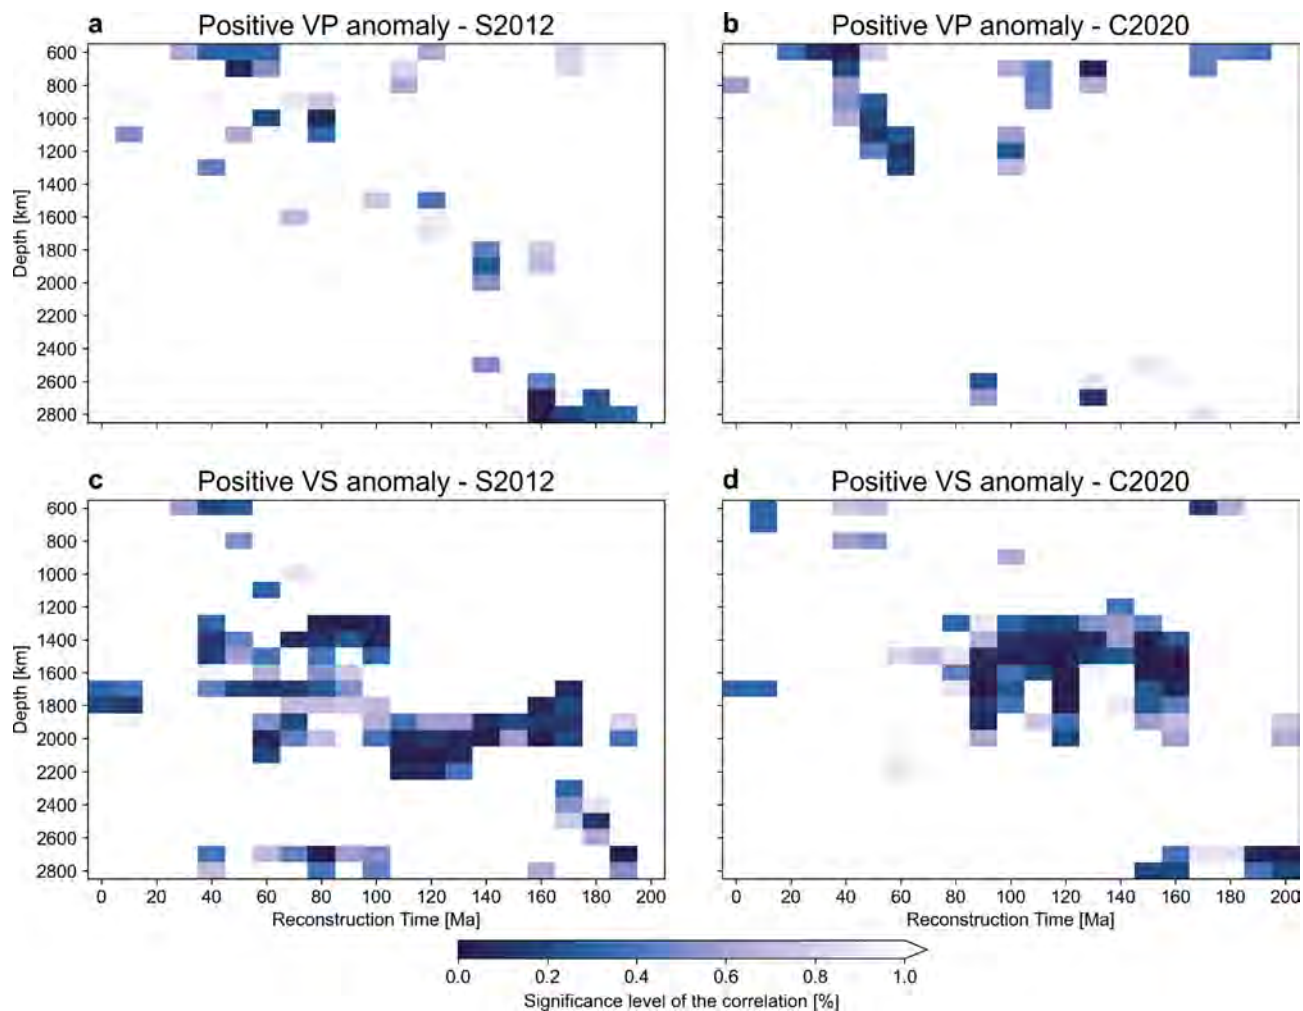 a Positive VP anomaly - S2012
b Positive VP anomaly - C2020
600
800
1000
1200
1400
1600
1800
2000
2200
2400
2600
2800
Depth [km]
c Positive VS anomaly - S2012
d Positive VS anomaly - C2020
600
800
1000
1200
1400
1600
1800
2000
2200
2400
2600
2800
Depth [km]
0 20 40 60 80 100 120 140 160 180 200
0 20 40 60 80 100 120 140 160 180 200
Reconstruction Time [Ma]
Reconstruction Time [Ma]
0.0 0.2 0.4 0.6 0.8 1.0
Significance level of the correlation [%]